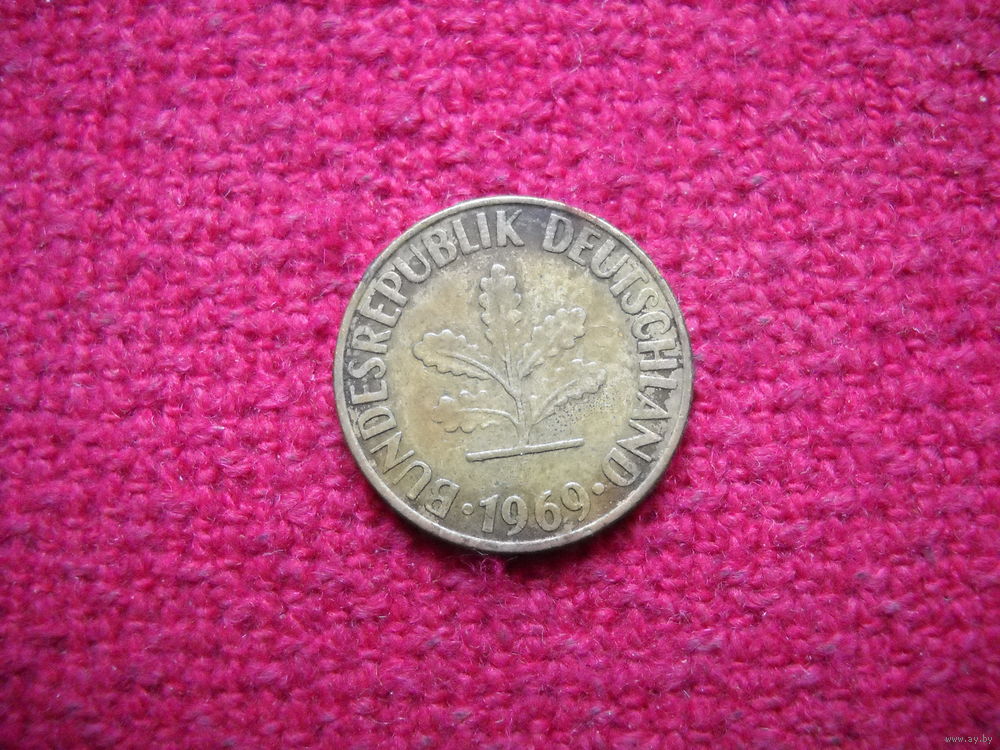 BUNDESREPUBLIK DEUTSCHLAND
· 1969 ·
www.ay.by